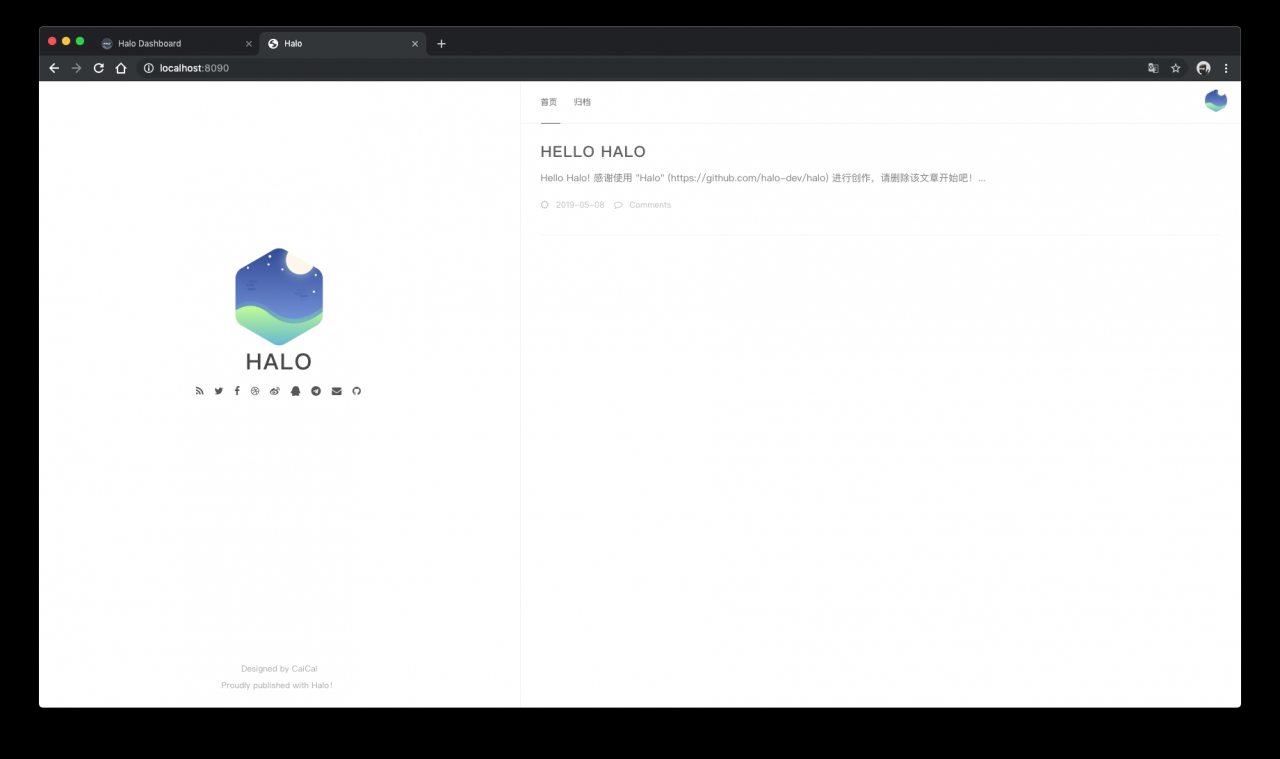 Halo Dashboard
Halo
localhost:8090
首页 归档
HELLO HALO
Hello Halo! 感谢使用 "Halo" (https://github.com/halo-dev/halo) 进行创作，请删除该文章开始吧！...
2019-05-08 Comments
HALO
Designed by CaiCai
Proudly published with Halo!